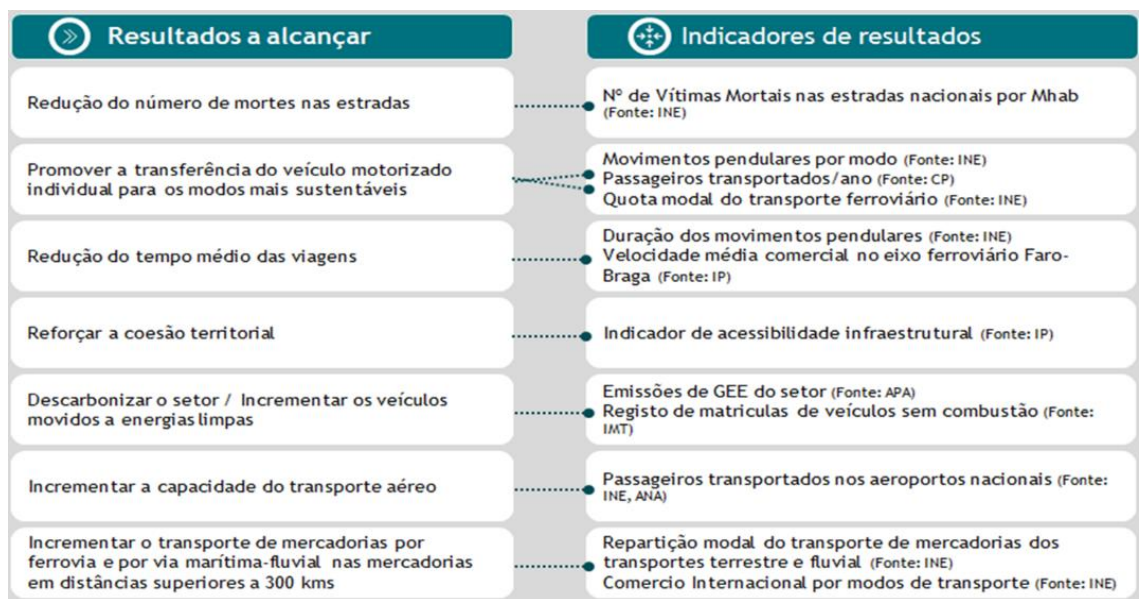 Resultados a alcançar
Indicadores de resultados
Redução do número de mortes nas estradas
Nº de Vítimas Mortais nas estradas nacionais por Mhab
(Fonte: INE)
Promover a transferência do veículo motorizado
individual para os modos mais sustentáveis
Movimentos pendulares por modo (Fonte: INE)
Passageiros transportados/ano (Fonte: CP)
Quota modal do transporte ferroviário (Fonte: INE)
Redução do tempo médio das viagens
Duração dos movimentos pendulares (Fonte: INE)
Velocidade média comercial no eixo ferroviário Faro-
Braga (Fonte: IP)
Reforçar a coesão territorial
Indicador de acessibilidade infraestrutural (Fonte: IP)
Descarbonizar o setor / Incrementar os veículos
movidos a energias limpas
Emissões de GEE do setor (Fonte: APA)
Registo de matriculas de veículos sem combustão (Fonte:
IMT)
Incrementar a capacidade do transporte aéreo
Passageiros transportados nos aeroportos nacionais (Fonte:
INE, ANA)
Incrementar o transporte de mercadorias por
ferrovia e por via marítima-fluvial nas mercadorias
em distâncias superiores a 300 kms
Repartição modal do transporte de mercadorias dos
transportes terrestre e fluvial (Fonte: INE)
Comercio Internacional por modos de transporte (Fonte: INE)